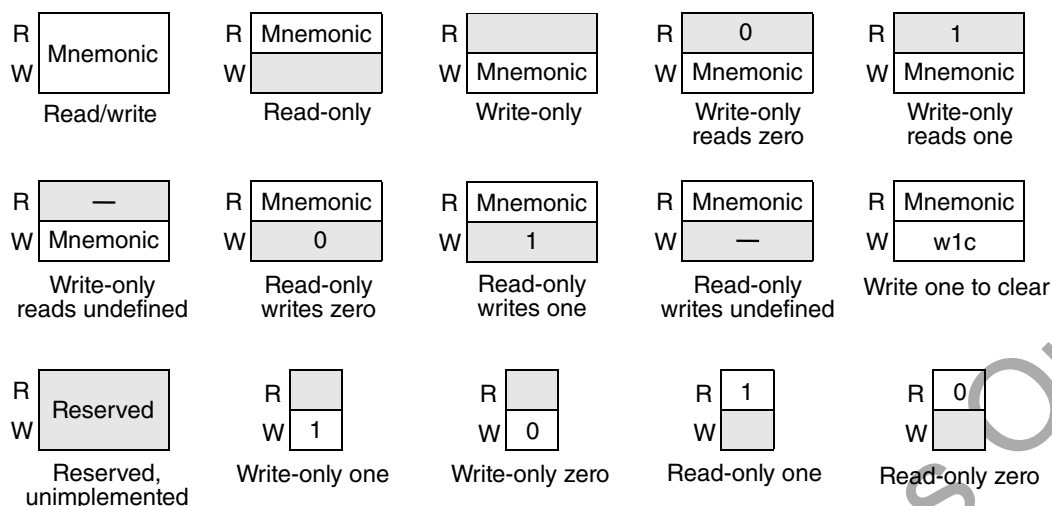 R Mnemonic R Mnemonic R R 0 R 1
W W W Mnemonic W Mnemonic W Mnemonic
Read/write Read-only Write-only Write-only Write-only
reads zero reads one
R — R Mnemonic R Mnemonic R Mnemonic R Mnemonic
W Mnemonic W 0 W 1 W — W w1c
Write-only Read-only Read-only Read-only Write one to clear
reads undefined writes zero writes one writes undefined
R Reserved R R R 1 R 0
W W 1 W 0 W W
Reserved, Write-only one Write-only zero Read-only one Read-only zero
unimplemented